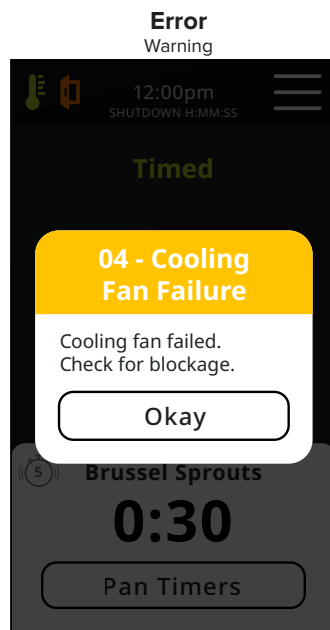 Error
Warning
12:00pm
SHUTDOWN H:MM:SS
Timed
04 - Cooling
Fan Failure
Cooling fan failed.
Check for blockage.
Okay
5
Brussel Sprouts
0:30
Pan Timers